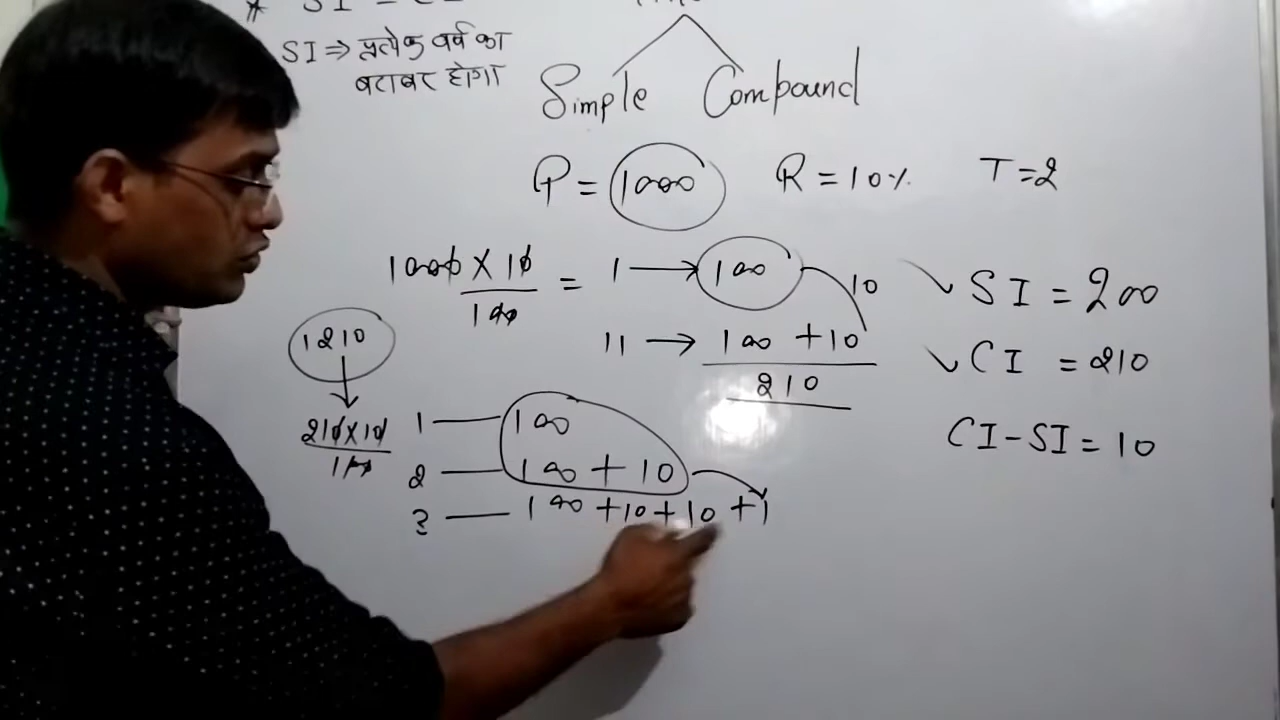 * SI = CI
SI ⇒ प्रत्येक वर्ष का
बराबर होगा
Simple Compound
P = 1000 R = 10% T = 2
1000 X 10 = 1 → 100 10
100
11 → 100 + 10
210
SI = 200
CI = 210
CI - SI = 10
1210
210 X 10
100
1 — 100
2 — 100 + 10
3 — 100 + 10 + 10 + 1